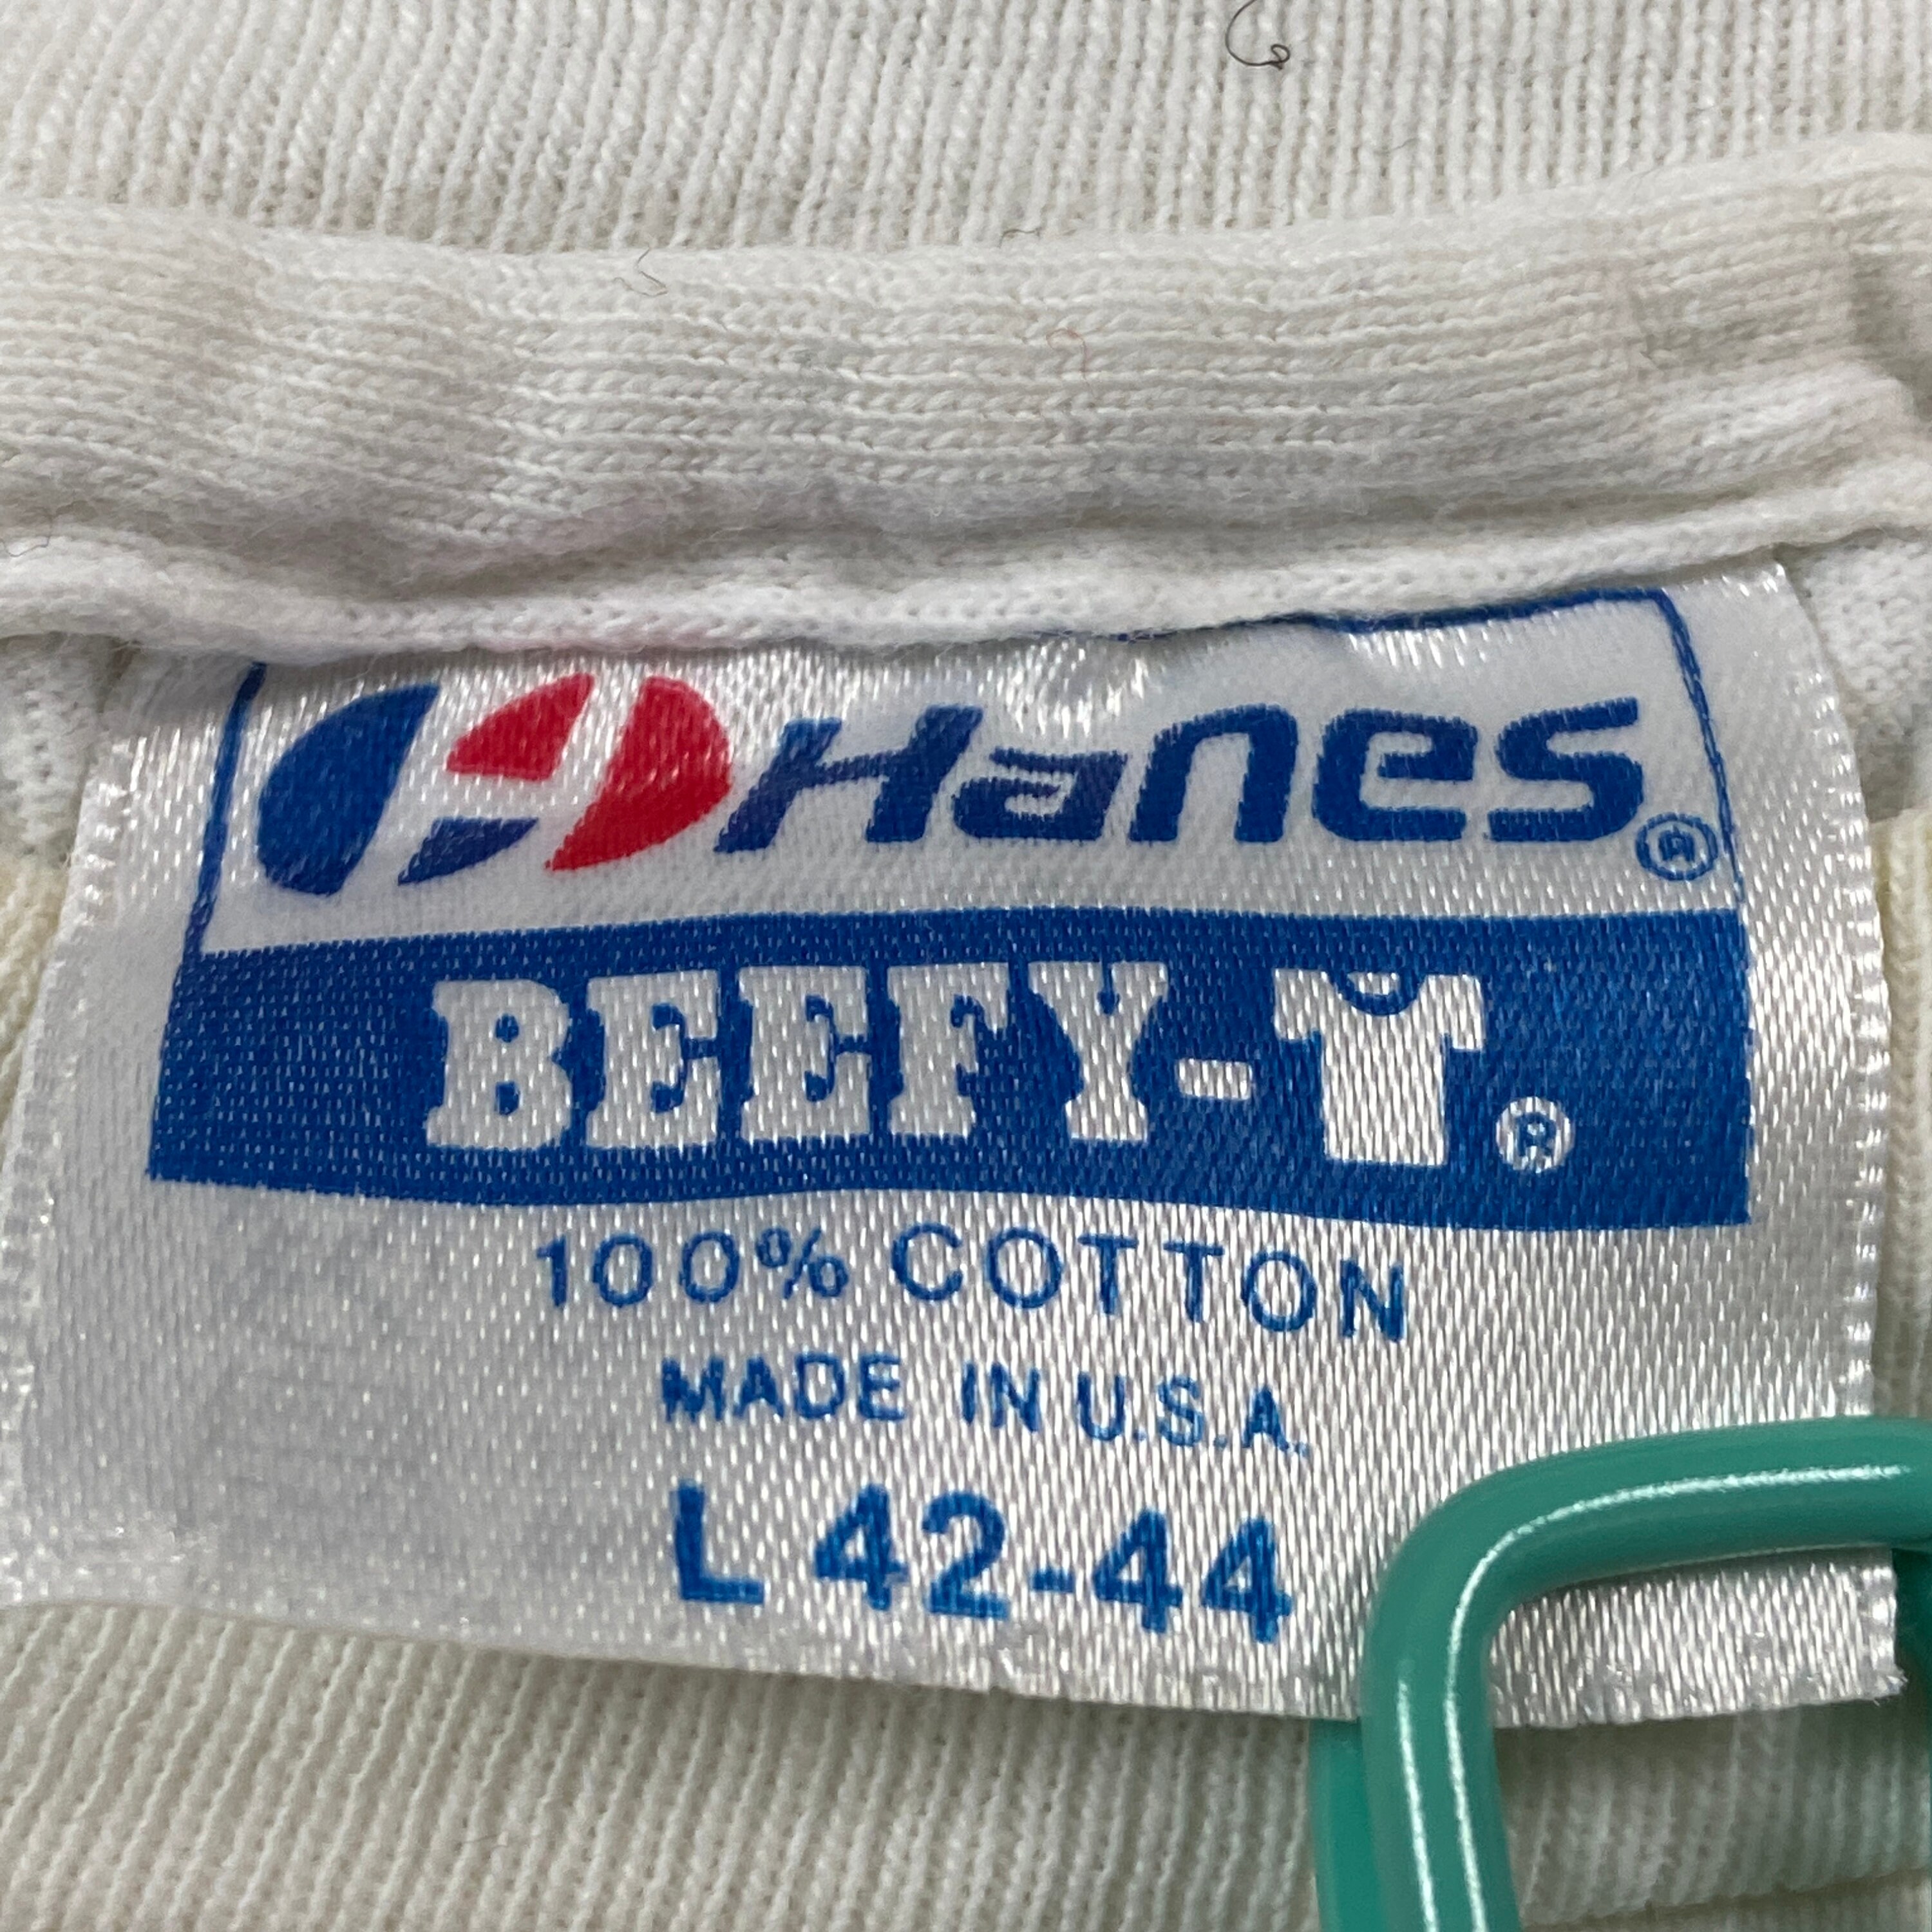 Hanes®
BEEFY-T®
100% COTTON
MADE IN U.S.A.
L 42-44